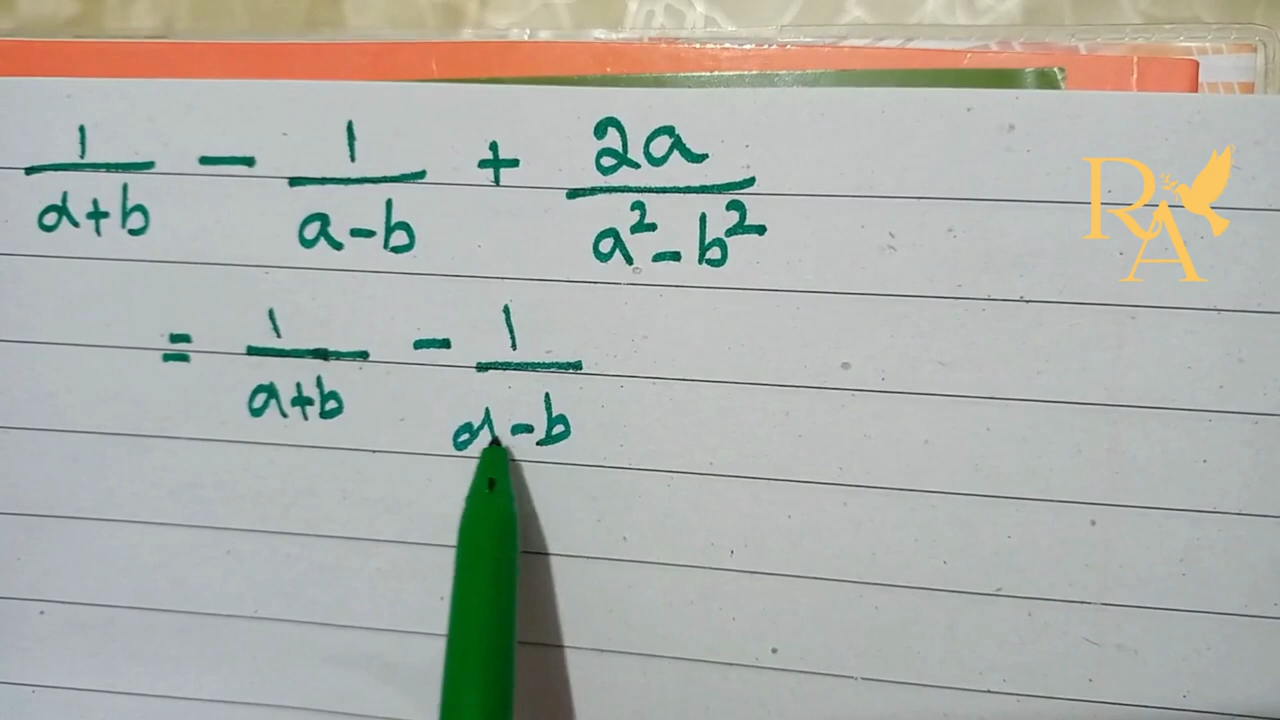 1/(a+b) - 1/(a-b) + 2a/(a²-b²)
= 1/(a+b) - 1/(a-b)
RA